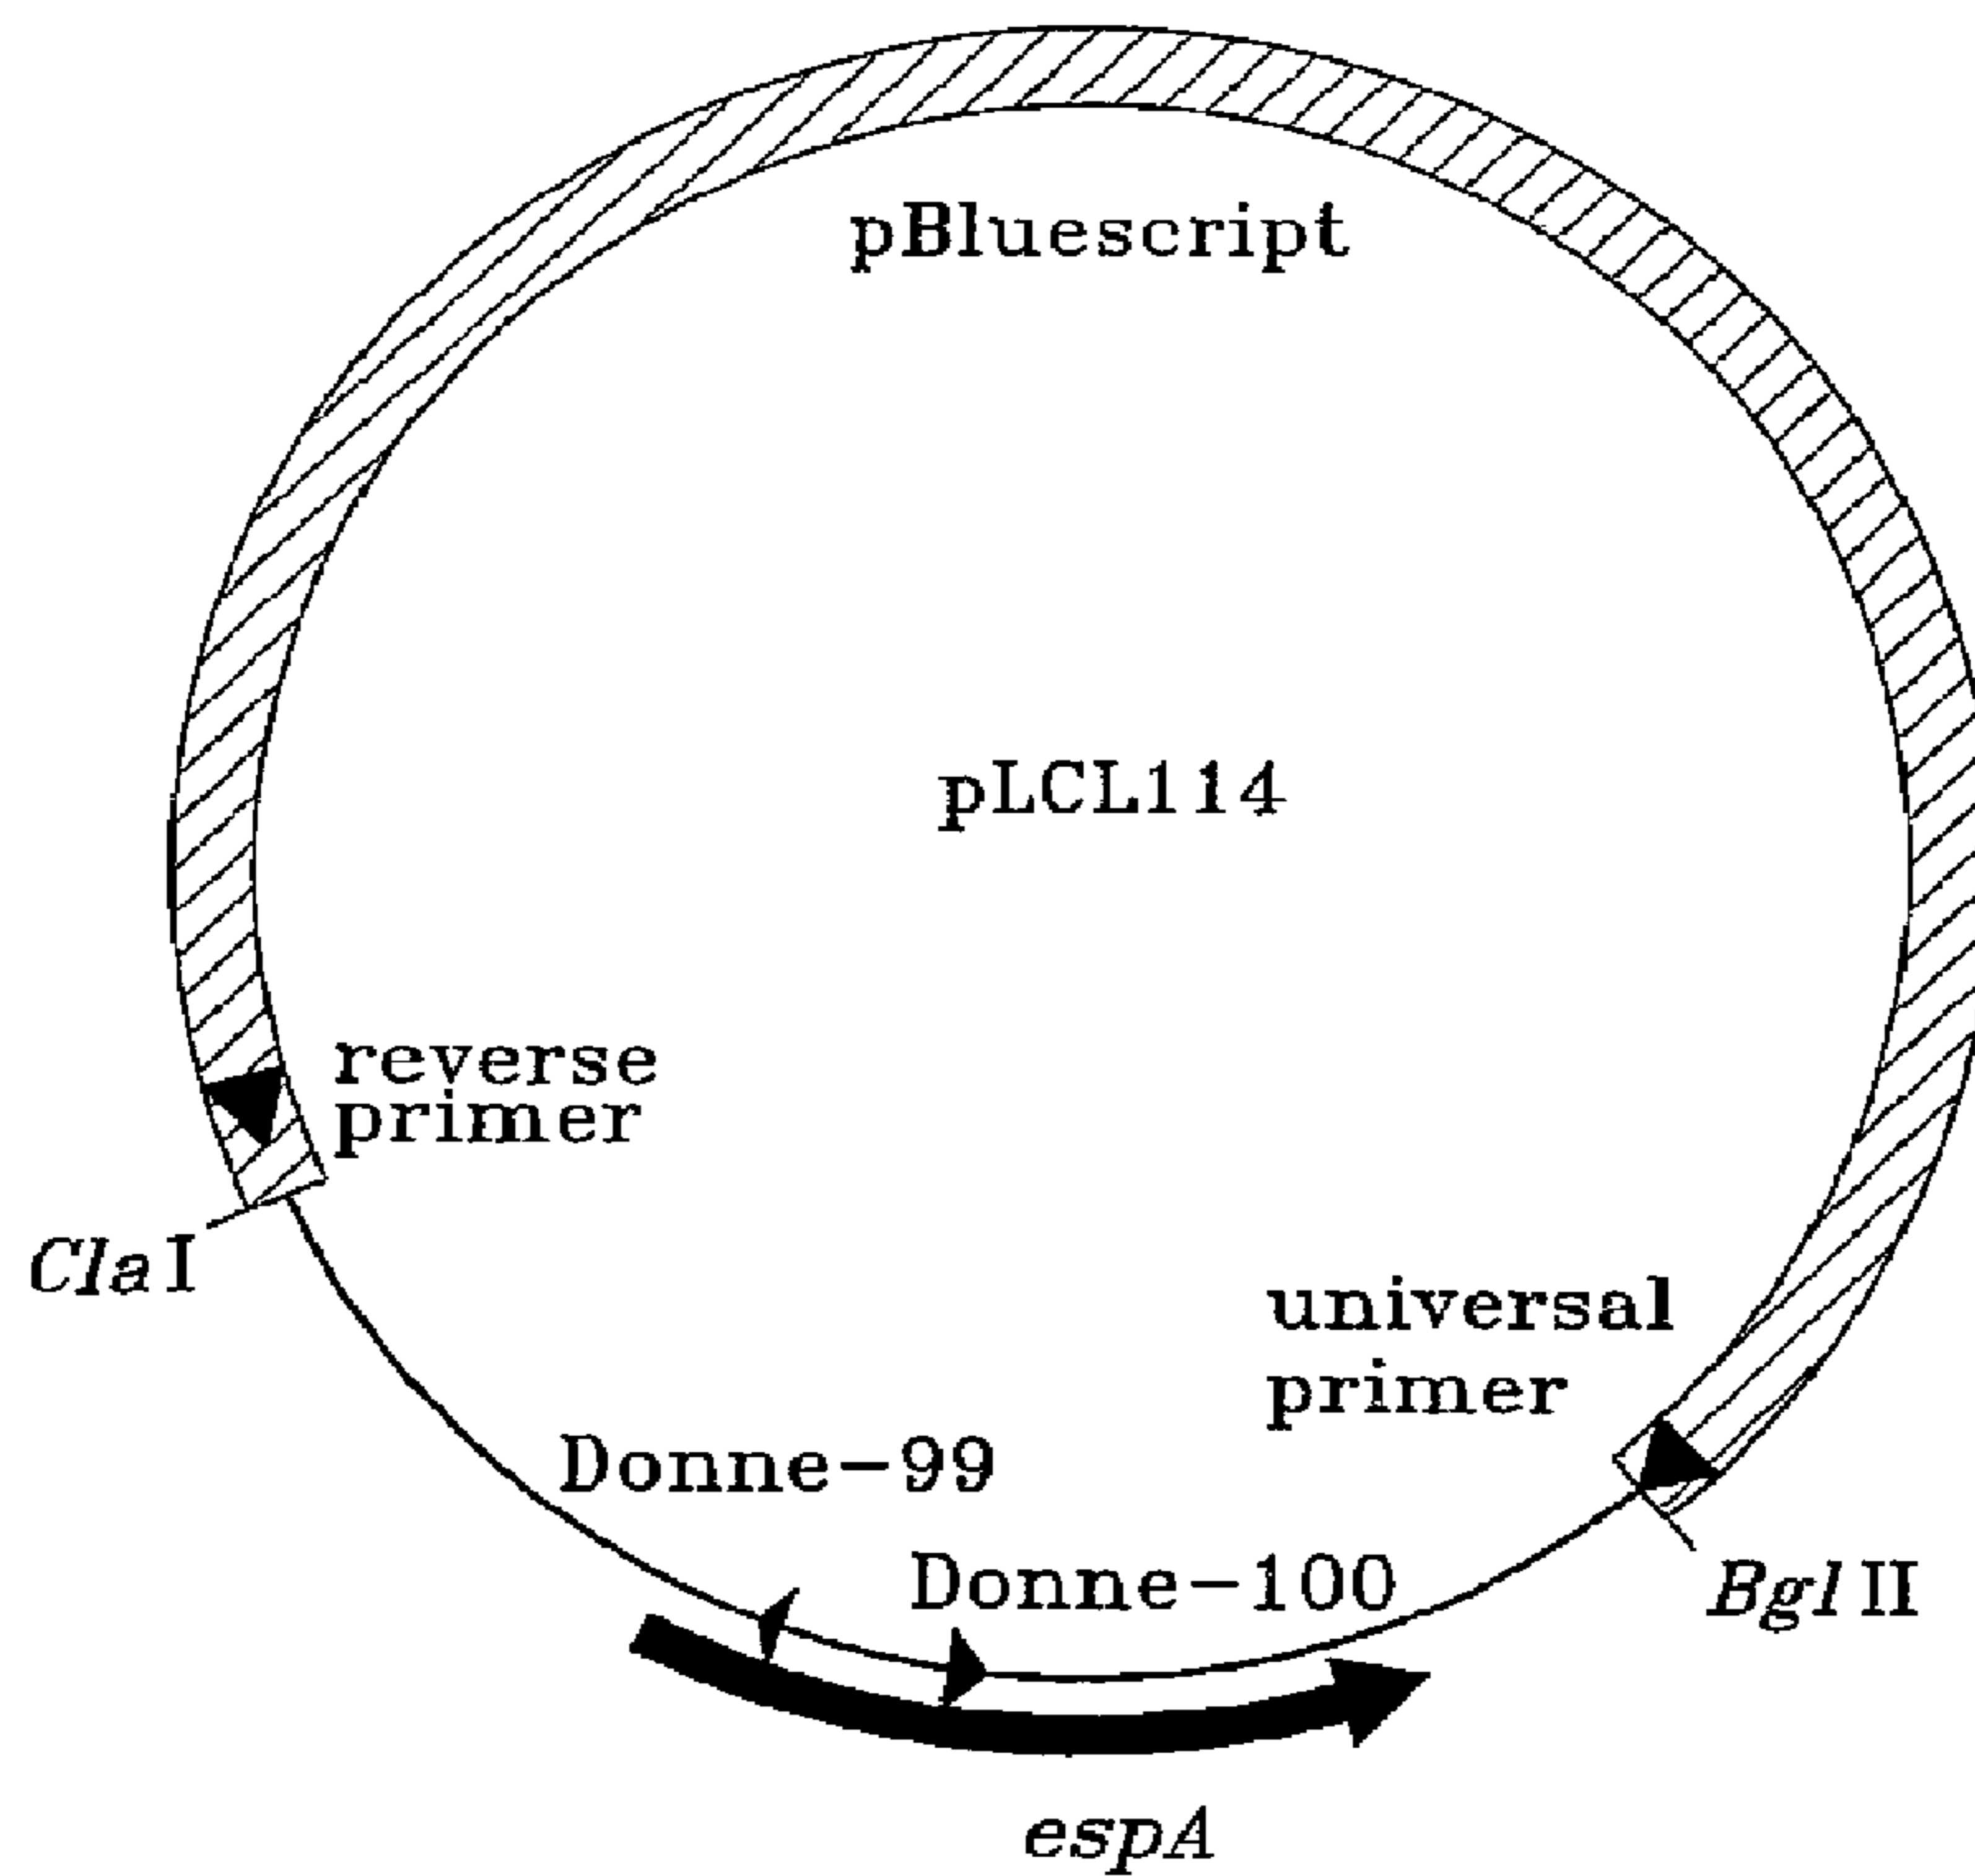 pBluescript
pLCL114
reverse
primer
ClaI
universal
primer
Donne-99
Donne-100
BglII
espA